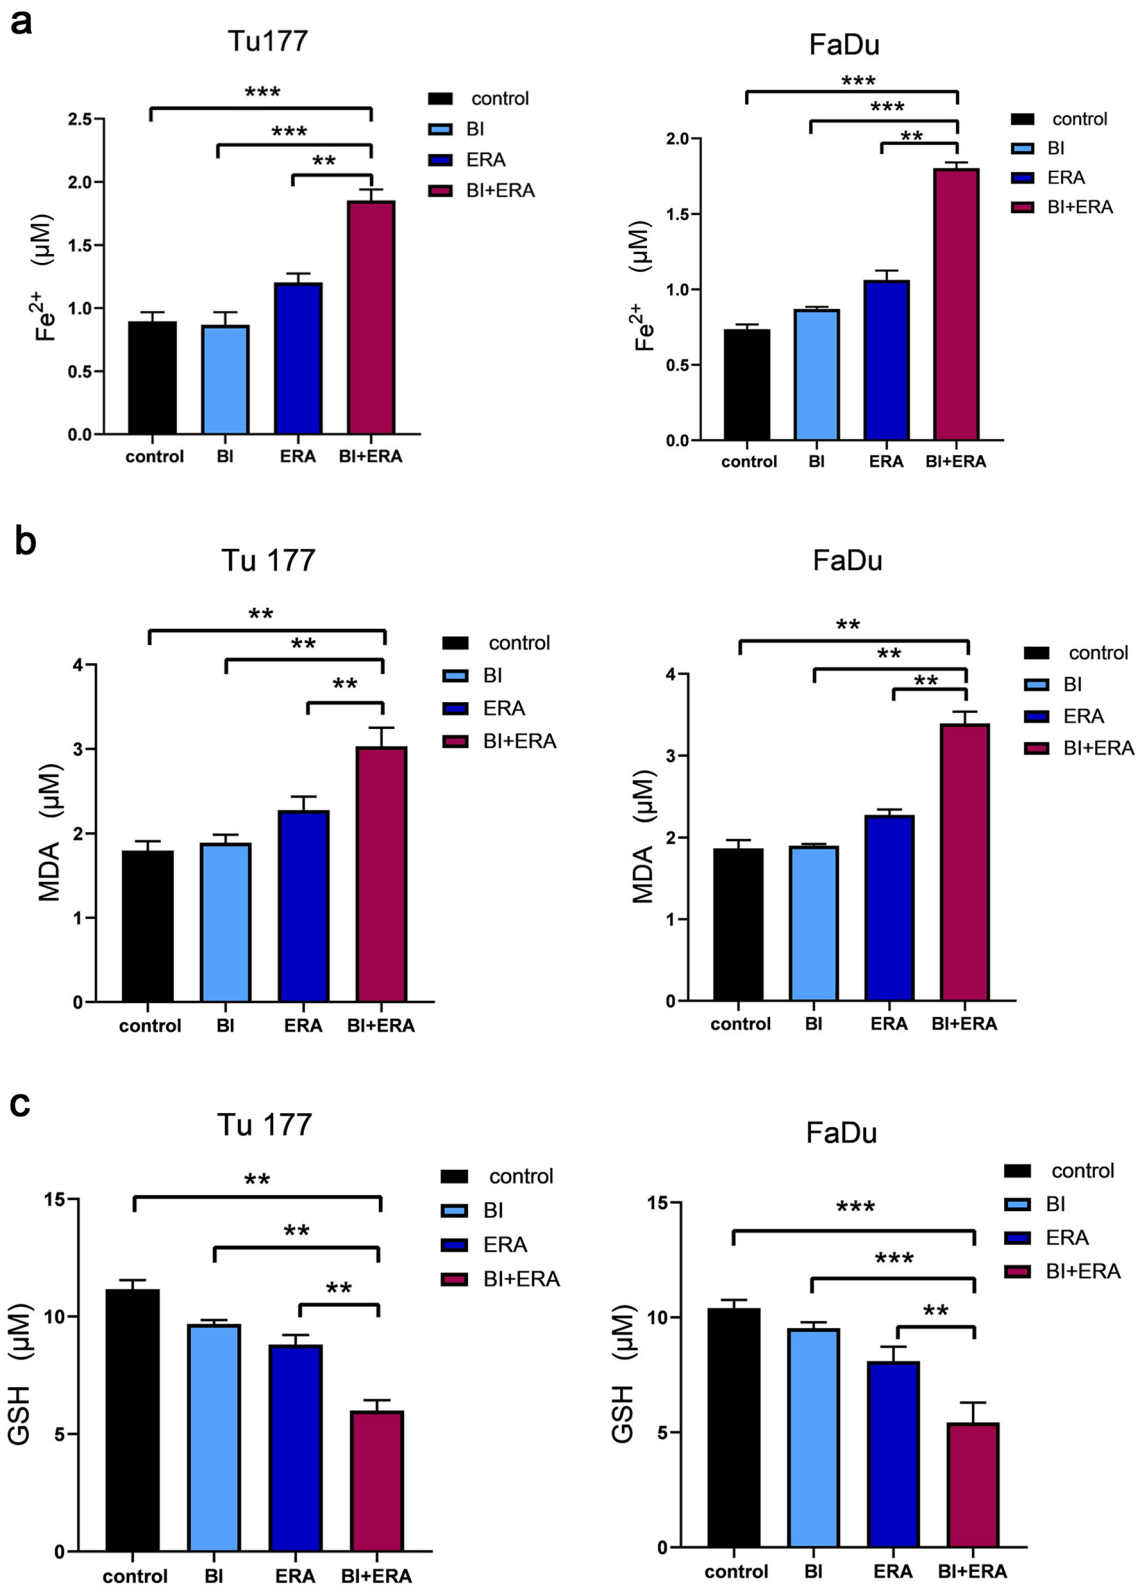 a
Tu177
***
***
**
control
BI
ERA
BI+ERA
Fe2+ (μM)
2.5
2.0
1.5
1.0
0.5
0.0
control BI ERA BI+ERA
FaDu
***
***
**
control
BI
ERA
BI+ERA
Fe2+ (μM)
2.0
1.5
1.0
0.5
0.0
control BI ERA BI+ERA
b
Tu 177
**
**
**
control
BI
ERA
BI+ERA
MDA (μM)
4
3
2
1
0
control BI ERA BI+ERA
FaDu
**
**
**
control
BI
ERA
BI+ERA
MDA (μM)
4
3
2
1
0
control BI ERA BI+ERA
c
Tu 177
**
**
**
control
BI
ERA
BI+ERA
GSH (μM)
15
10
5
0
control BI ERA BI+ERA
FaDu
***
***
**
control
BI
ERA
BI+ERA
GSH (μM)
15
10
5
0
control BI ERA BI+ERA